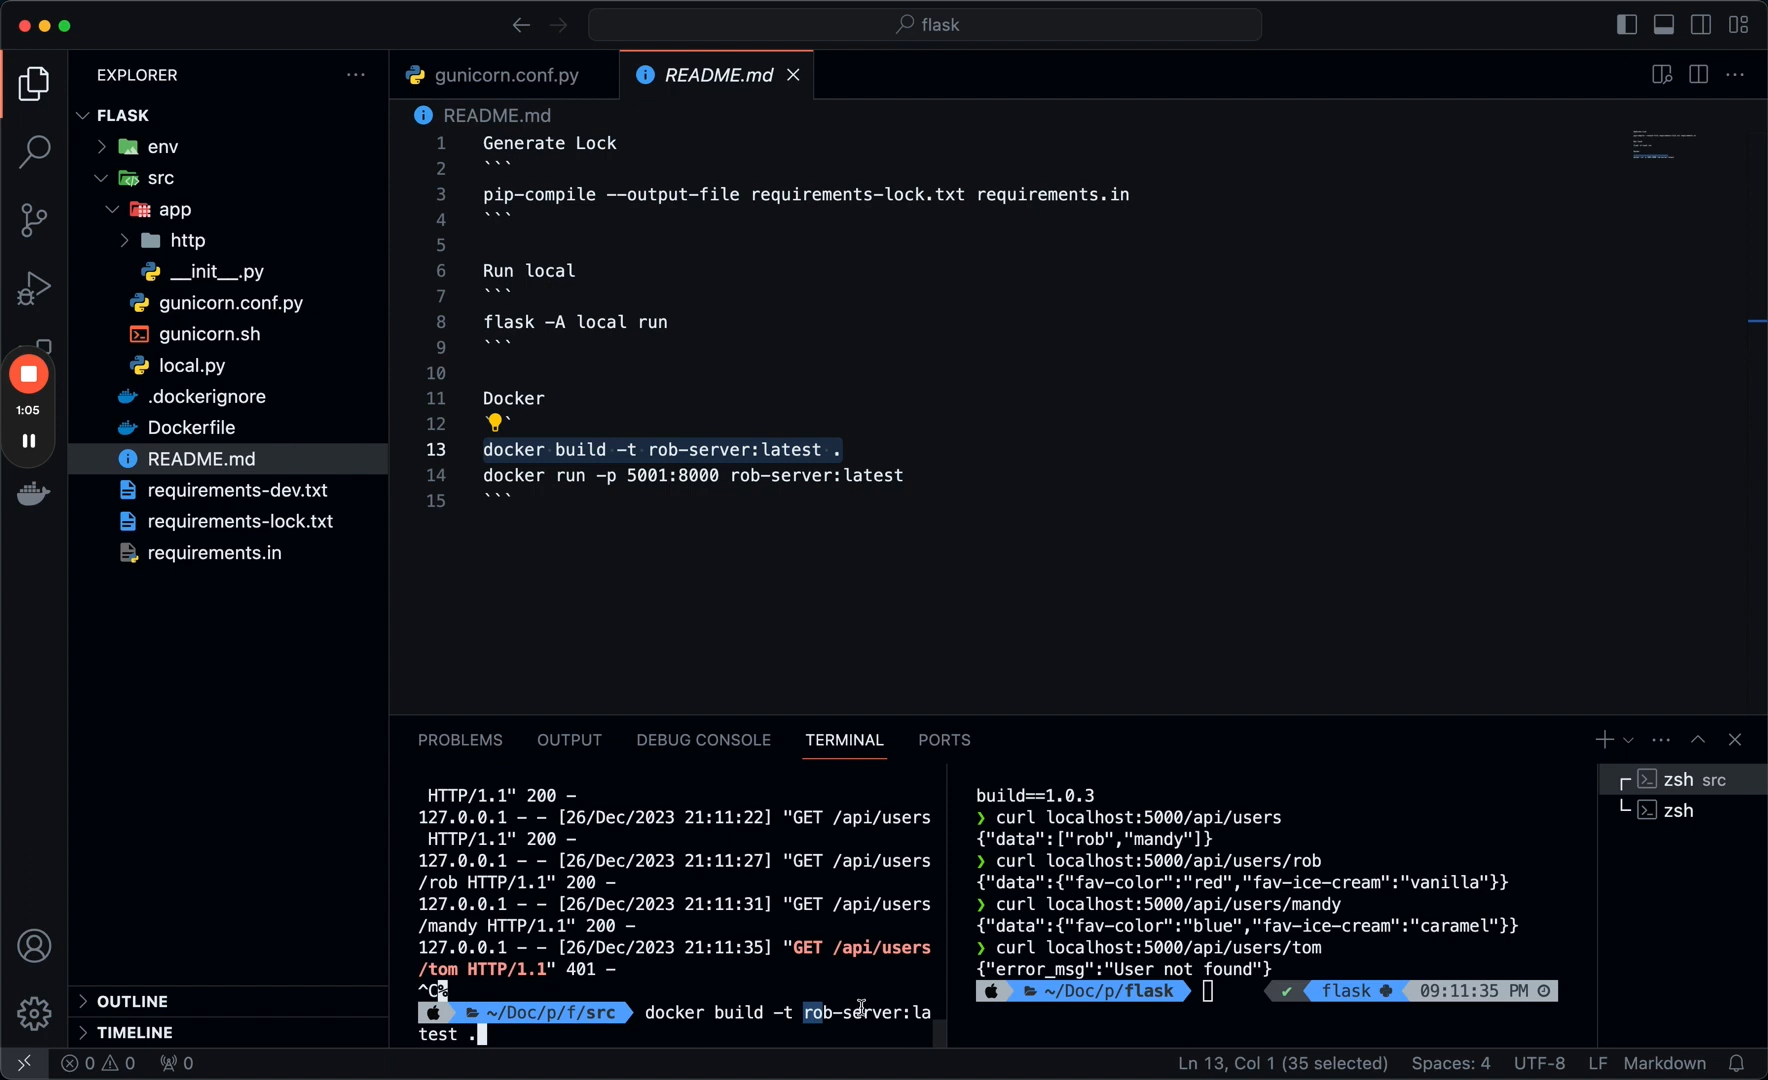 flask
EXPLORER
FLASK
env
src
app
http
__init__.py
gunicorn.conf.py
gunicorn.sh
local.py
.dockerignore
Dockerfile
README.md
requirements-dev.txt
requirements-lock.txt
requirements.in
OUTLINE
TIMELINE
1:05
gunicorn.conf.py
README.md
README.md
1 Generate Lock
2 ```
3 pip-compile --output-file requirements-lock.txt requirements.in
4 ```
5
6 Run local
7 ```
8 flask -A local run
9 ```
10
11 Docker
12 ```
13 docker build -t rob-server:latest .
14 docker run -p 5001:8000 rob-server:latest
15 ```
PROBLEMS OUTPUT DEBUG CONSOLE TERMINAL PORTS
HTTP/1.1" 200 -
127.0.0.1 - - [26/Dec/2023 21:11:22] "GET /api/users
HTTP/1.1" 200 -
127.0.0.1 - - [26/Dec/2023 21:11:27] "GET /api/users
/rob HTTP/1.1" 200 -
127.0.0.1 - - [26/Dec/2023 21:11:31] "GET /api/users
/mandy HTTP/1.1" 200 -
127.0.0.1 - - [26/Dec/2023 21:11:35] "GET /api/users
/tom HTTP/1.1" 401 -
^C%
~/Doc/p/f/src docker build -t rob-server:la
test .
build==1.0.3
❯ curl localhost:5000/api/users
{"data":["rob","mandy"]}
❯ curl localhost:5000/api/users/rob
{"data":{"fav-color":"red","fav-ice-cream":"vanilla"}}
❯ curl localhost:5000/api/users/mandy
{"data":{"fav-color":"blue","fav-ice-cream":"caramel"}}
❯ curl localhost:5000/api/users/tom
{"error_msg":"User not found"}
~/Doc/p/flask ✔ flask 09:11:35 PM
zsh src
zsh
0 0 0
Ln 13, Col 1 (35 selected) Spaces: 4 UTF-8 LF Markdown